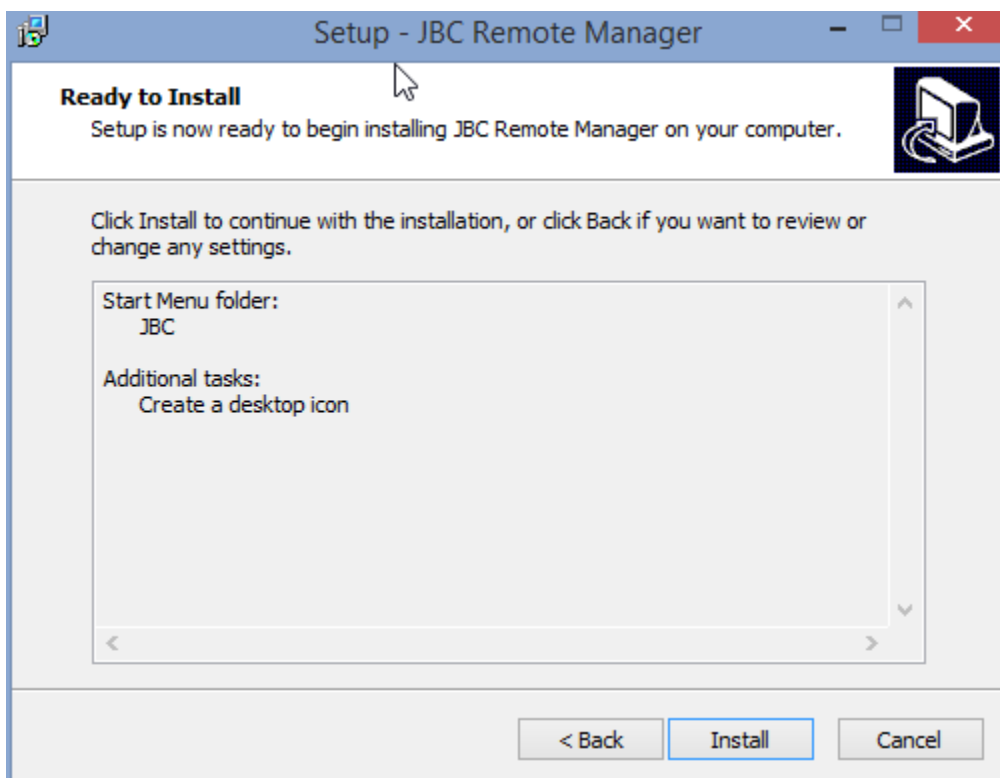 Setup - JBC Remote Manager
Ready to Install
Setup is now ready to begin installing JBC Remote Manager on your computer.
Click Install to continue with the installation, or click Back if you want to review or
change any settings.
Start Menu folder:
JBC
Additional tasks:
Create a desktop icon
< Back
Install
Cancel